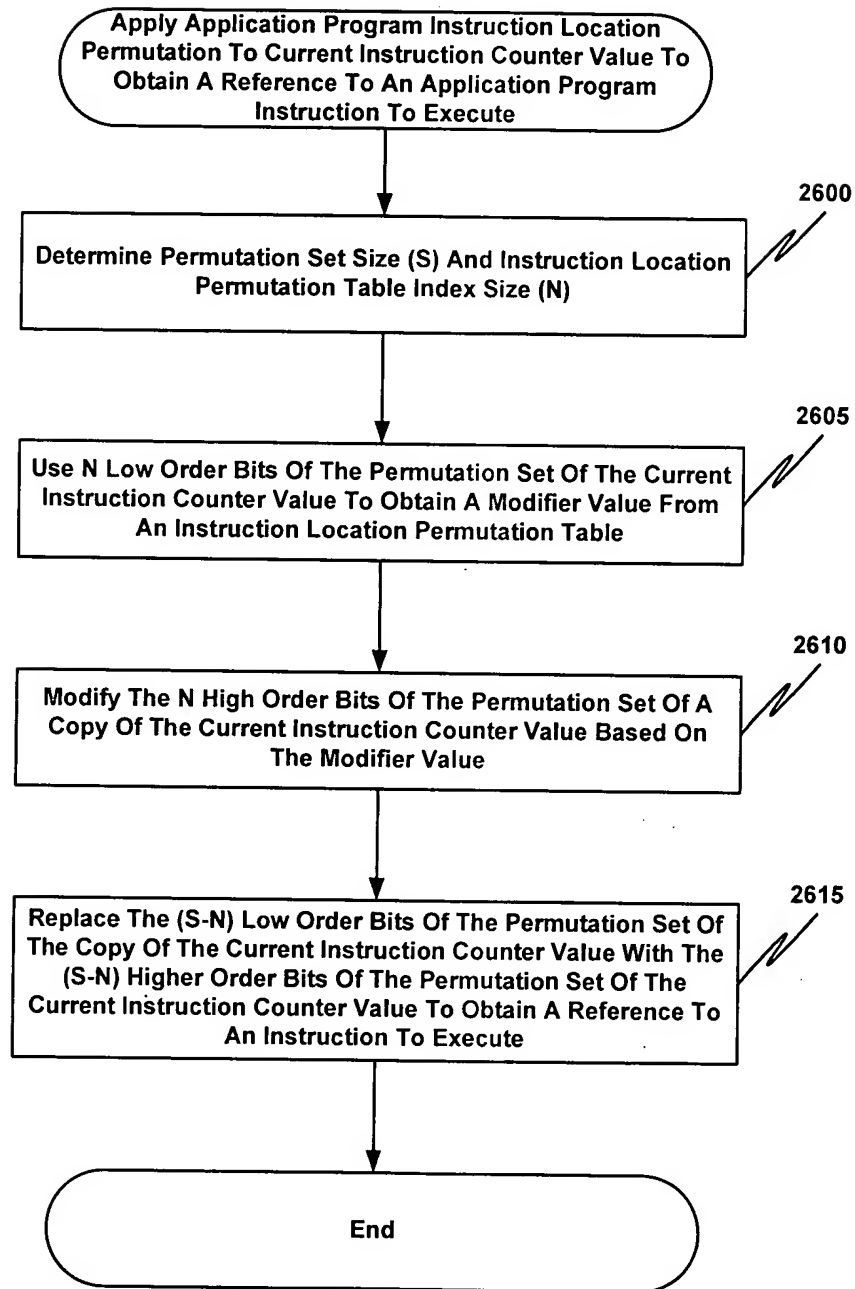 Apply Application Program Instruction Location
Permutation To Current Instruction Counter Value To
Obtain A Reference To An Application Program
Instruction To Execute
2600
Determine Permutation Set Size (S) And Instruction Location
Permutation Table Index Size (N)
2605
Use N Low Order Bits Of The Permutation Set Of The Current
Instruction Counter Value To Obtain A Modifier Value From
An Instruction Location Permutation Table
2610
Modify The N High Order Bits Of The Permutation Set Of A
Copy Of The Current Instruction Counter Value Based On
The Modifier Value
2615
Replace The (S-N) Low Order Bits Of The Permutation Set Of
The Copy Of The Current Instruction Counter Value With The
(S-N) Higher Order Bits Of The Permutation Set Of The
Current Instruction Counter Value To Obtain A Reference To
An Instruction To Execute
End